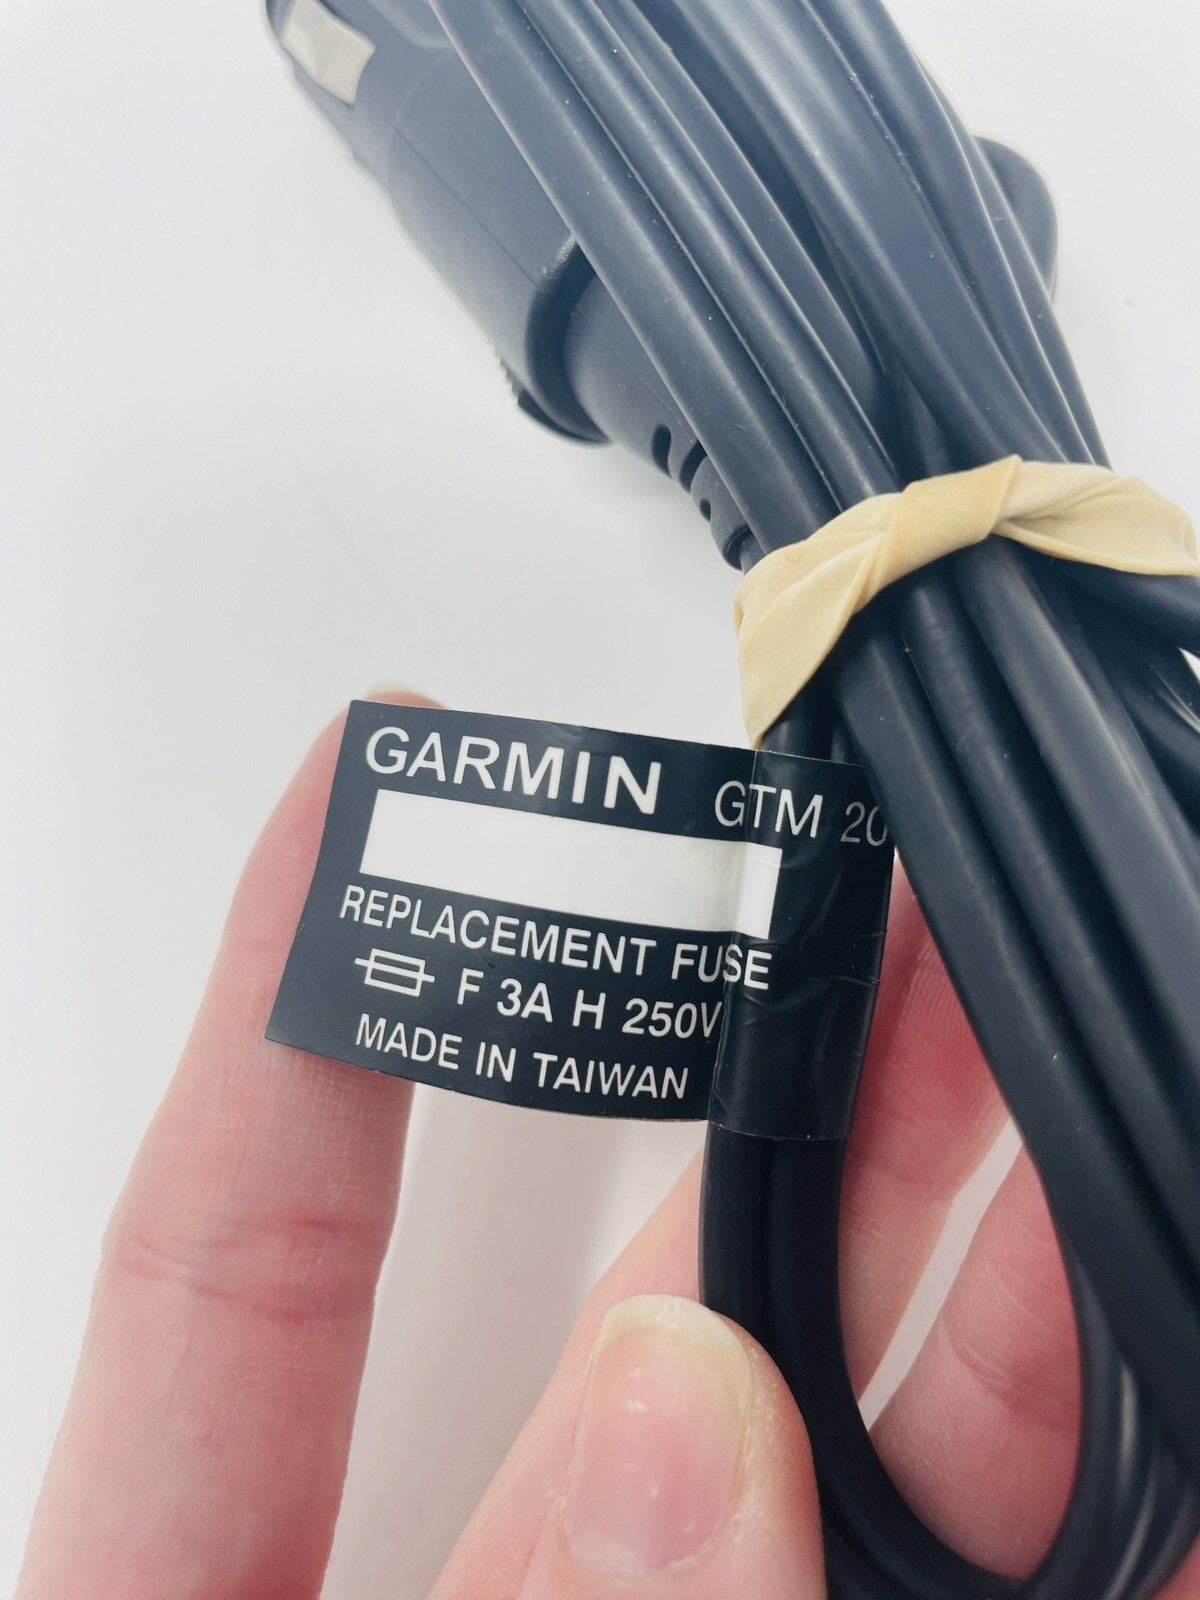 GARMIN GTM 20
REPLACEMENT FUSE
F 3A H 250V
MADE IN TAIWAN